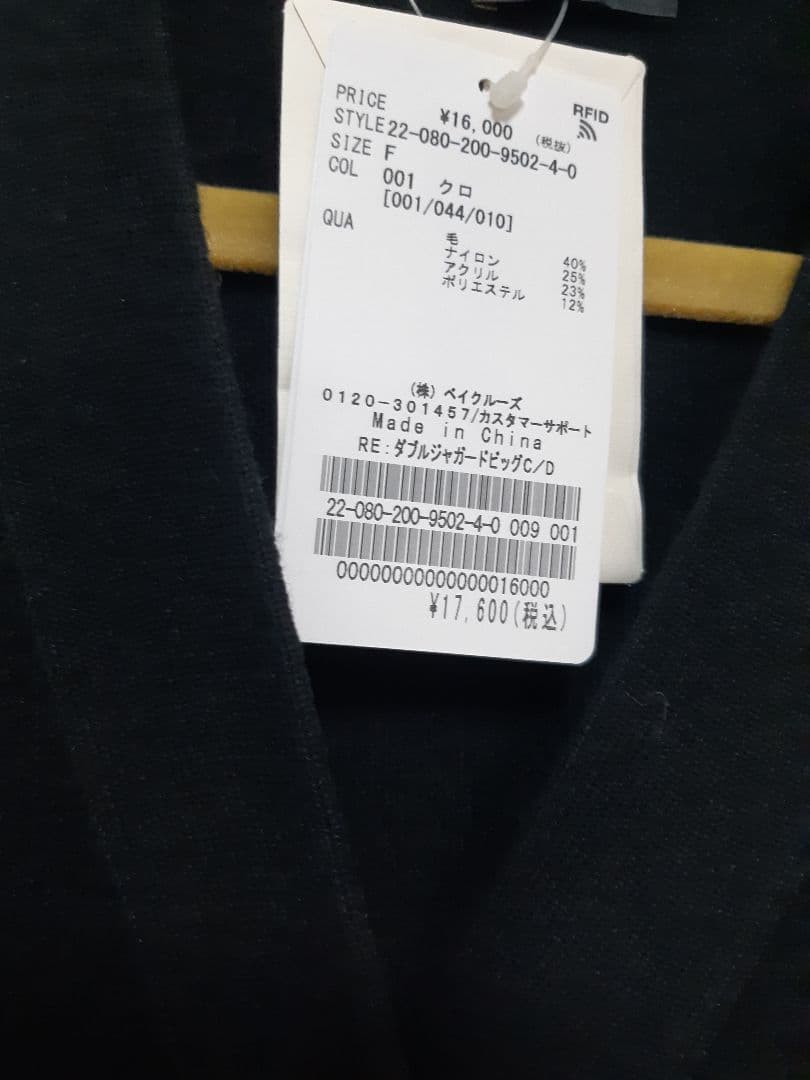 RFID
PRICE ¥16,000 (税抜)
STYLE 22-080-200-9502-4-0
SIZE F
COL 001 クロ
[001/044/010]
QUA
毛 40%
ナイロン 25%
アクリル 23%
ポリエステル 12%
(株) ベイクルーズ
0120-301457/カスタマーサポート
Made in China
RE:ダブルジャガードビッグC/D
22-080-200-9502-4-0 009 001
00000000000000016000
¥17,600(税込)